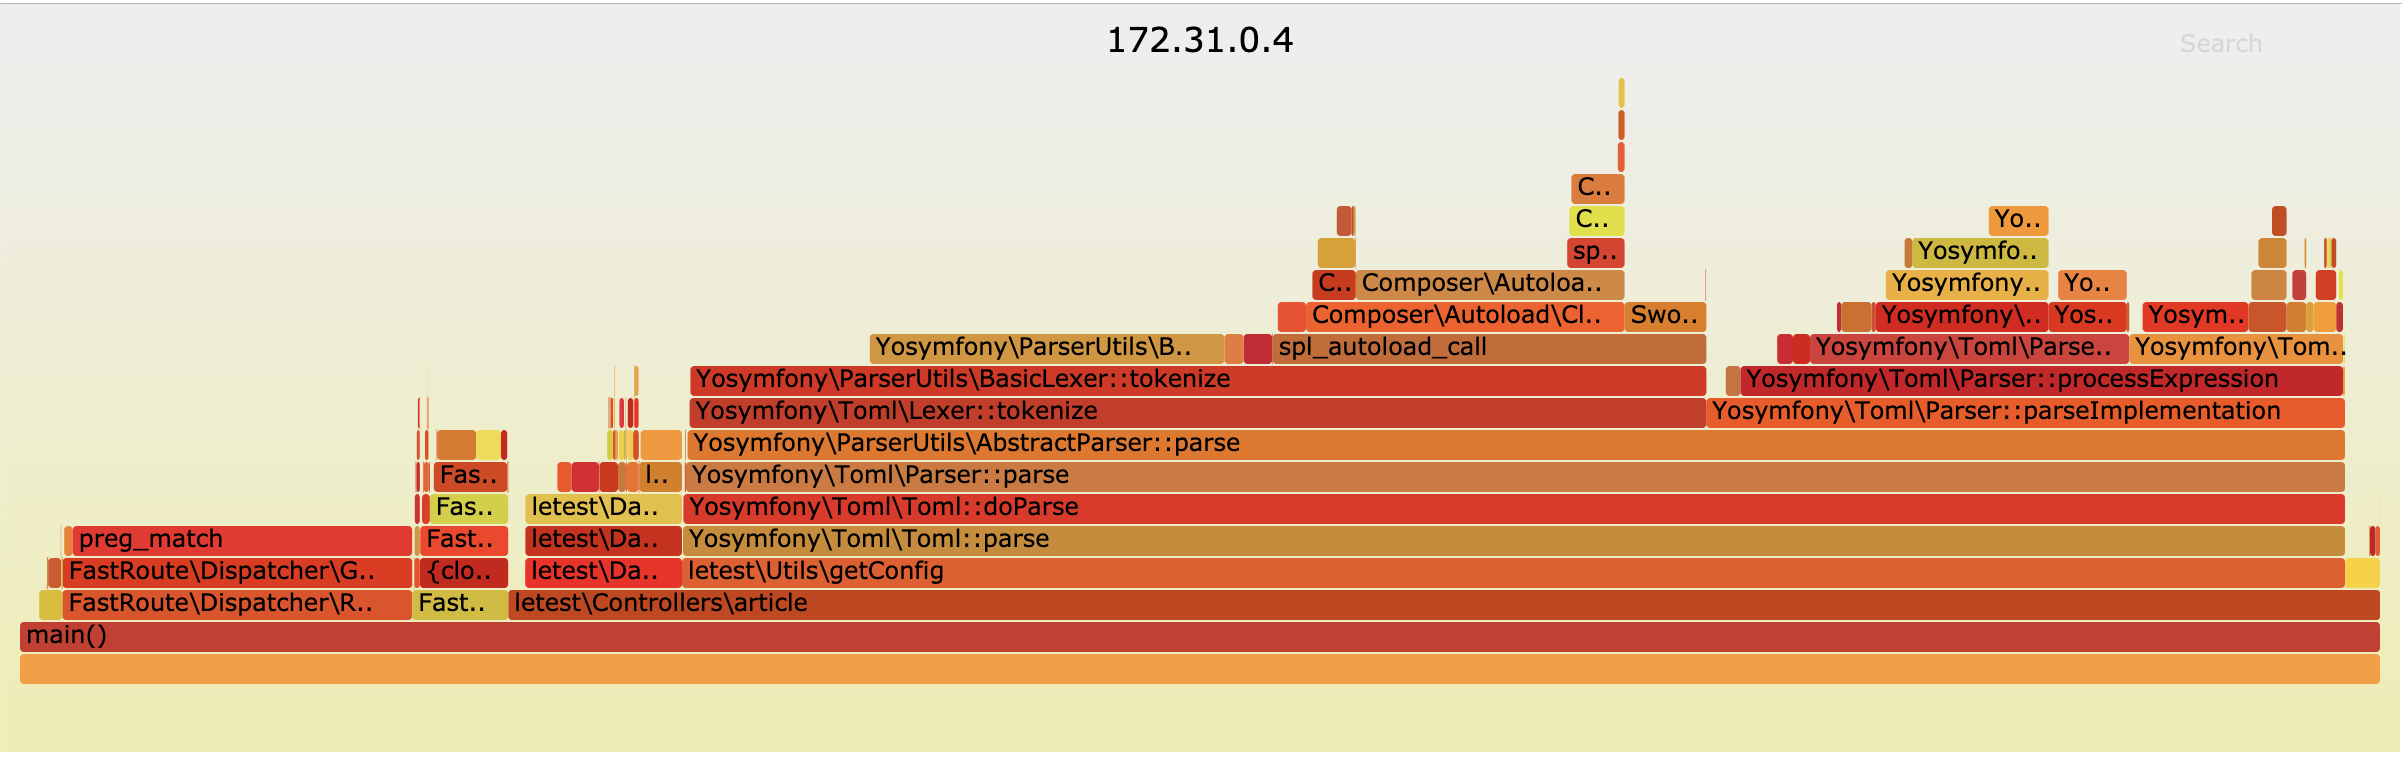 172.31.0.4
Search
C..
C..
Yo..
sp..
Yosymfo..
C..
Composer\Autoloa..
Yosymfony..
Yo..
Composer\Autoload\Cl..
Swo..
Yosymfony\..
Yos..
Yosym..
Yosymfony\ParserUtils\B..
spl_autoload_call
Yosymfony\Toml\Parse..
Yosymfony\Tom..
Yosymfony\ParserUtils\BasicLexer::tokenize
Yosymfony\Toml\Parser::processExpression
Yosymfony\Toml\Lexer::tokenize
Yosymfony\Toml\Parser::parseImplementation
Yosymfony\ParserUtils\AbstractParser::parse
Fas..
l..
Yosymfony\Toml\Parser::parse
Fas..
letest\Da..
Yosymfony\Toml\Toml::doParse
preg_match
Fast..
letest\Da..
Yosymfony\Toml\Toml::parse
FastRoute\Dispatcher\G..
{clo..
letest\Da..
letest\Utils\getConfig
FastRoute\Dispatcher\R..
Fast..
letest\Controllers\article
main()